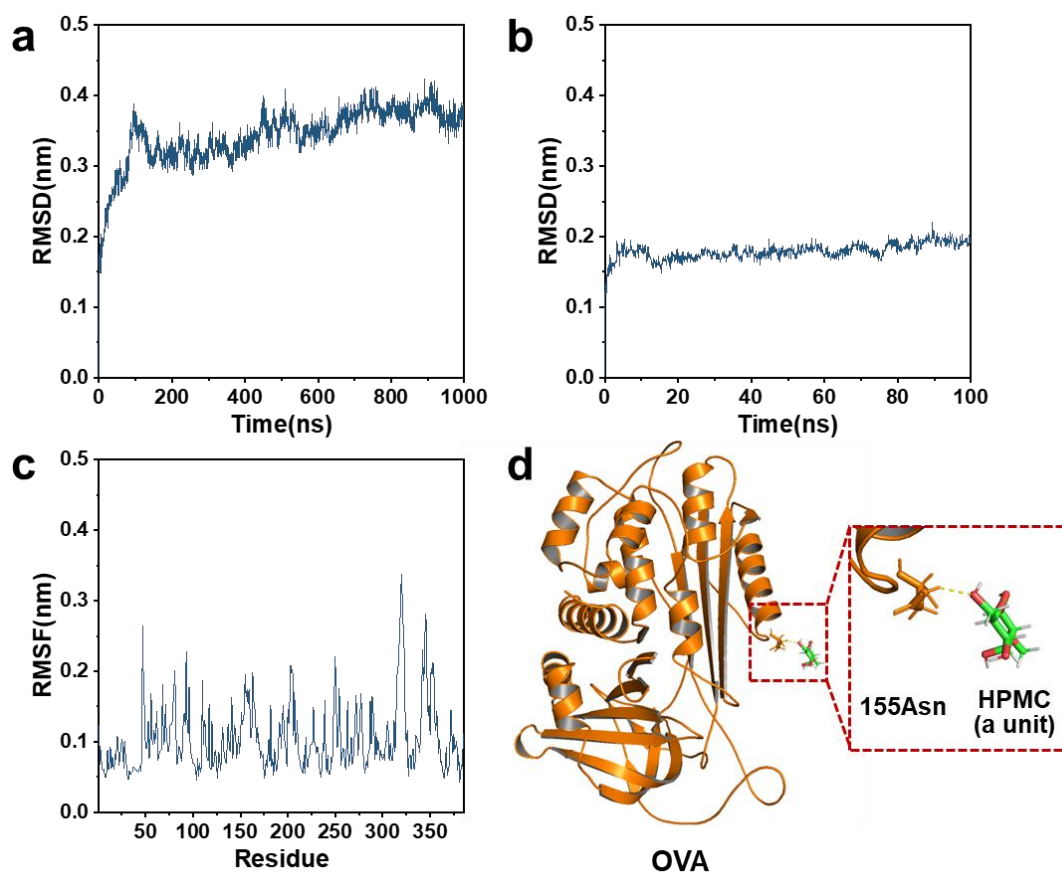 a
RMSD(nm)
0.5
0.4
0.3
0.2
0.1
0.0
0 200 400 600 800 1000
Time(ns)
b
RMSD(nm)
0.5
0.4
0.3
0.2
0.1
0.0
0 20 40 60 80 100
Time(ns)
c
RMSF(nm)
0.5
0.4
0.3
0.2
0.1
0.0
50 100 150 200 250 300 350
Residue
d
155Asn
HPMC
(a unit)
OVA